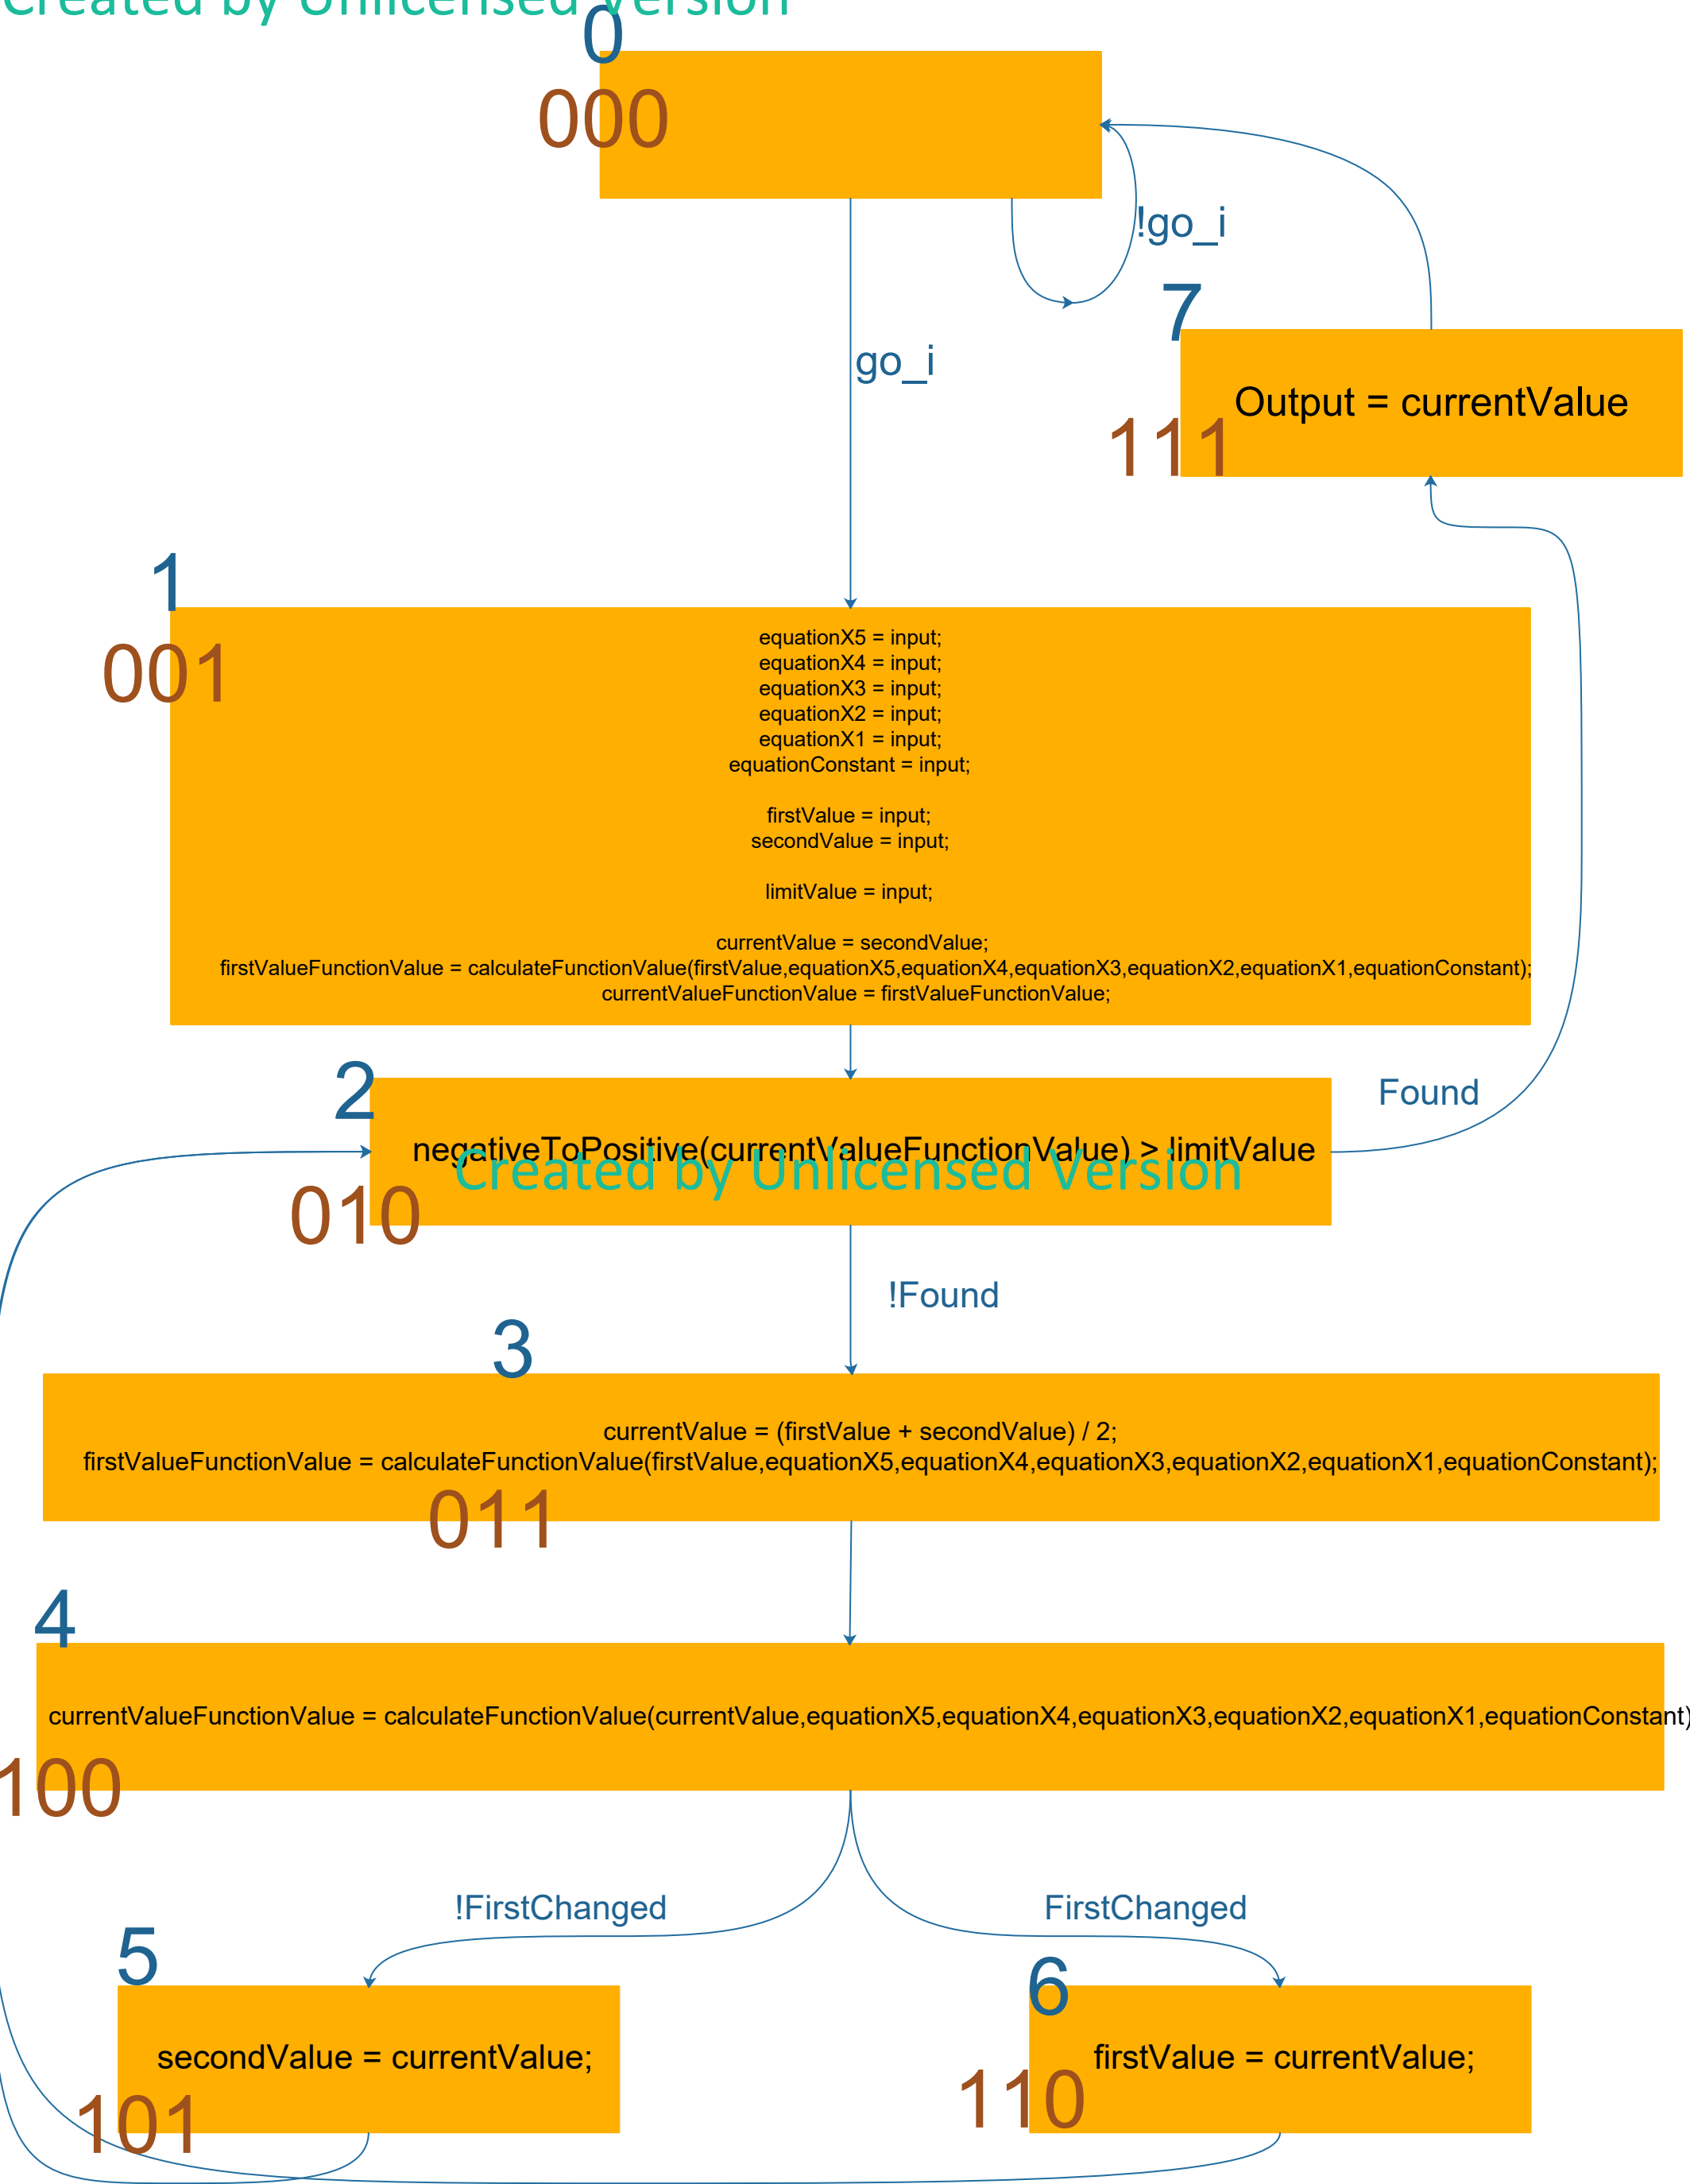 Created by Unlicensed Version
0
000
!go_i
7
go_i
Output = currentValue
111
1
001
equationX5 = input;
equationX4 = input;
equationX3 = input;
equationX2 = input;
equationX1 = input;
equationConstant = input;
firstValue = input;
secondValue = input;
limitValue = input;
currentValue = secondValue;
firstValueFunctionValue = calculateFunctionValue(firstValue,equationX5,equationX4,equationX3,equationX2,equationX1,equationConstant);
currentValueFunctionValue = firstValueFunctionValue;
2
Found
negativeToPositive(currentValueFunctionValue) > limitValue
Created by Unlicensed Version
010
!Found
3
currentValue = (firstValue + secondValue) / 2;
firstValueFunctionValue = calculateFunctionValue(firstValue,equationX5,equationX4,equationX3,equationX2,equationX1,equationConstant);
011
4
currentValueFunctionValue = calculateFunctionValue(currentValue,equationX5,equationX4,equationX3,equationX2,equationX1,equationConstant)
100
!FirstChanged
FirstChanged
5
6
secondValue = currentValue;
firstValue = currentValue;
101
110